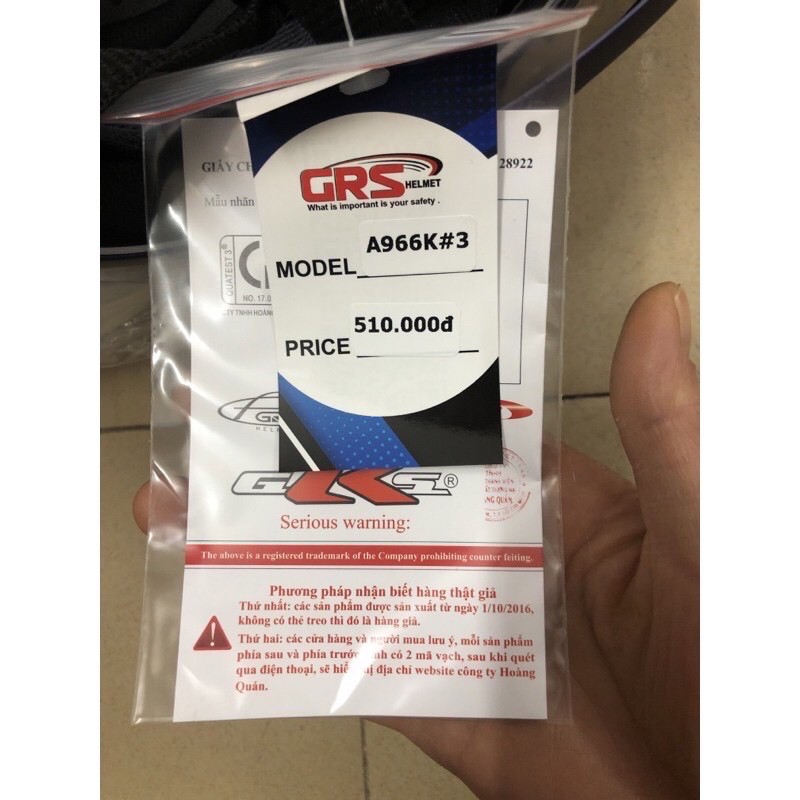 GIẤY
28922
Mẫu nhãn
GRS HELMET
What is important is your safety .
MODEL A966K#3
QUATEST 3®
NO. 17.0
TY TNHH HOÀN
PRICE 510.000đ
GRS®
Serious warning:
The above is a registered trademark of the Company prohibiting counter feiting.
Phương pháp nhận biết hàng thật giả
Thứ nhất: các sản phẩm được sản xuất từ ngày 1/10/2016,
không có thẻ treo thì đó là hàng giả.
Thứ hai: các cửa hàng và người mua lưu ý, mỗi sản phẩm
phía sau và phía trước kính có 2 mã vạch, sau khi quét
qua điện thoại, sẽ hiển thị địa chỉ website công ty Hoàng
Quán.